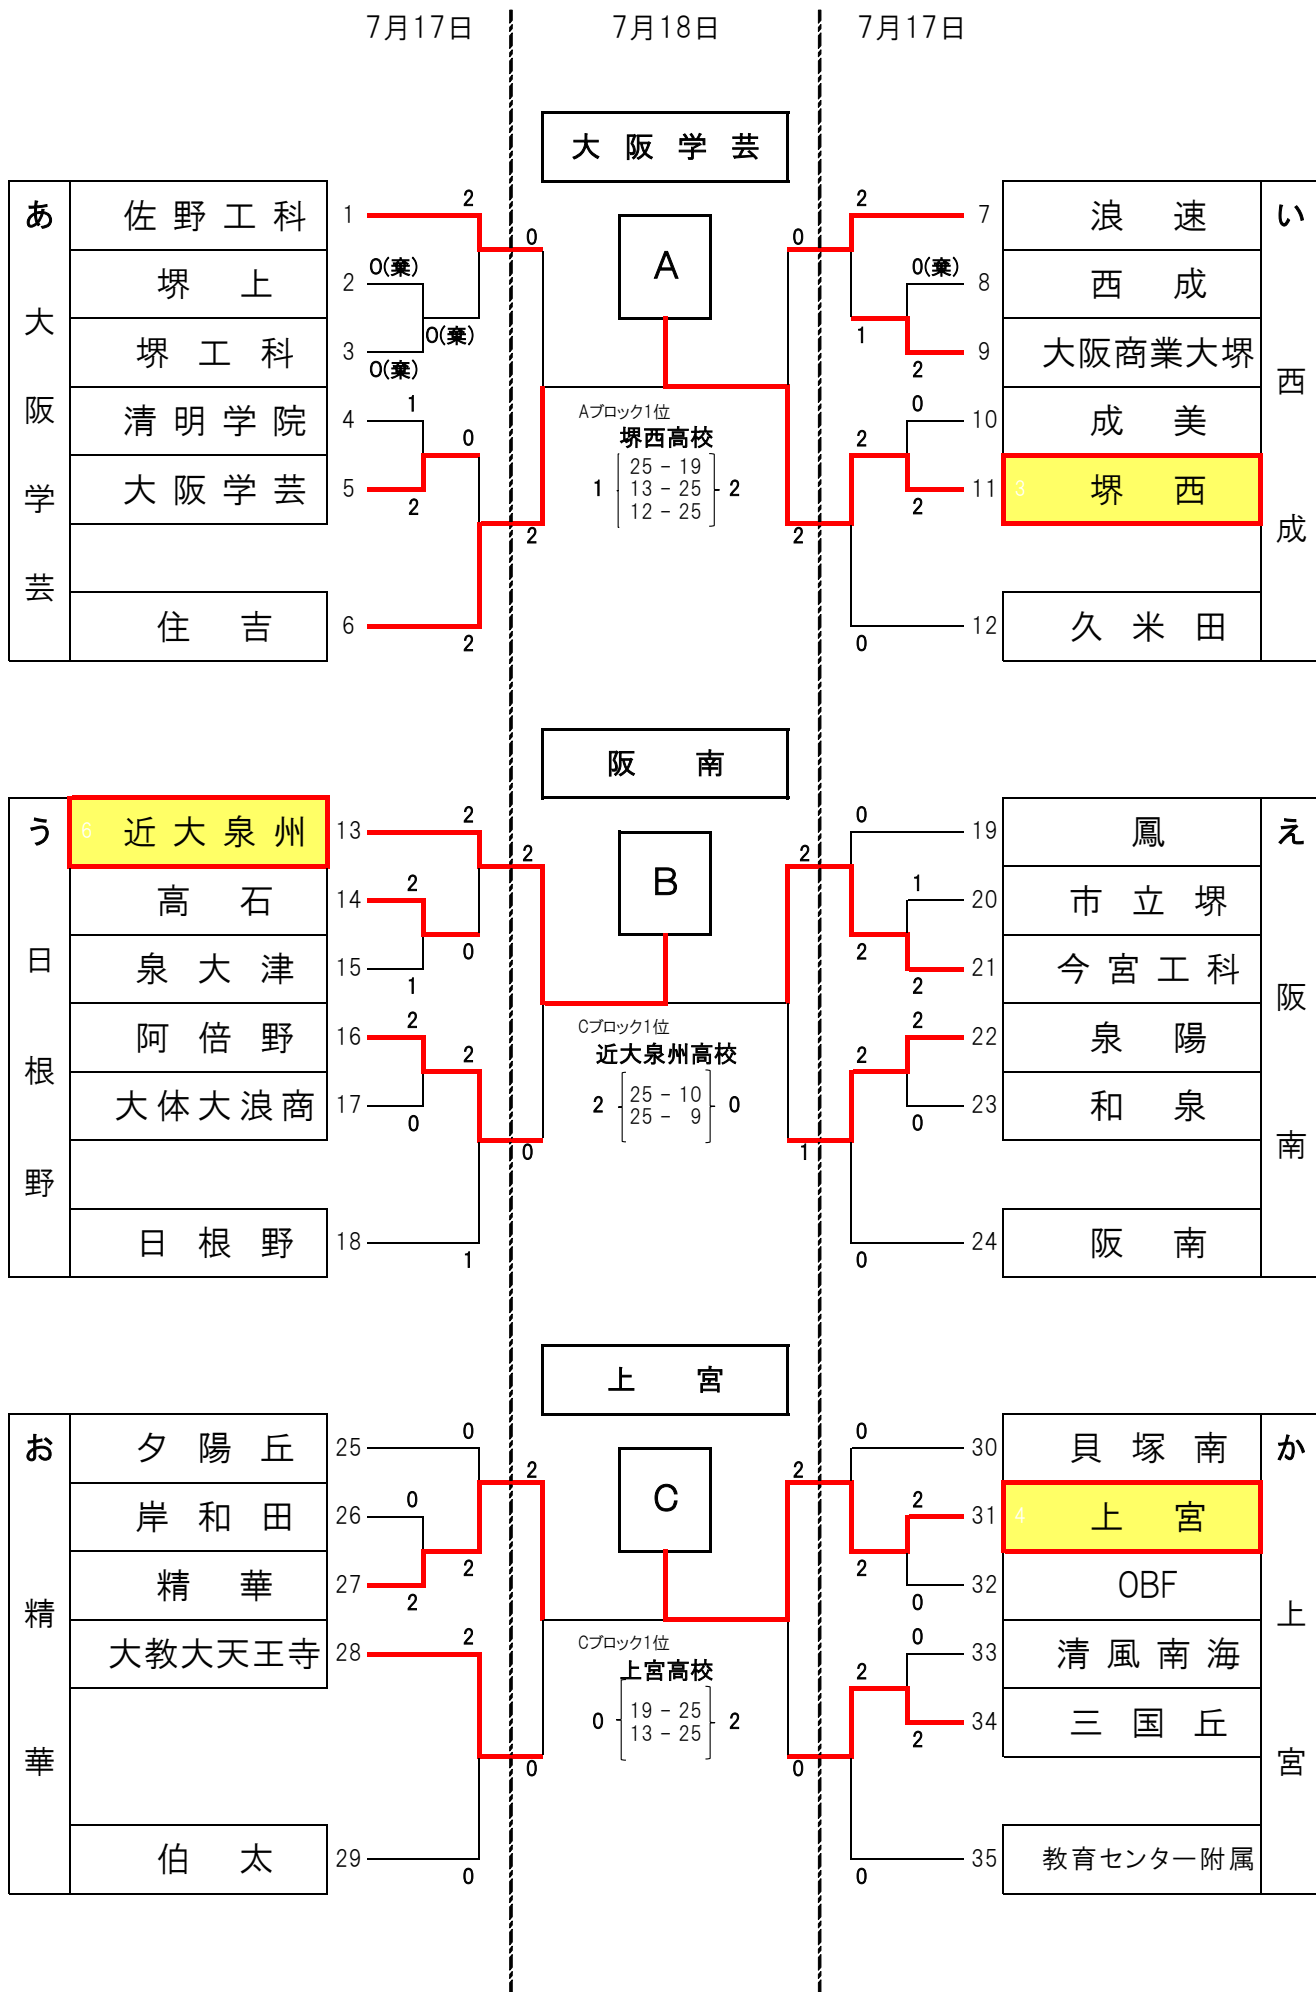 7月17日 7月18日 7月17日
大阪学芸
あ 大阪学芸
佐野工科 1
堺上 2
堺工科 3
清明学院 4
大阪学芸 5
住吉 6
2
0(棄)
0(棄)
0(棄)
1
0
2
2
0
2
A
Aブロック1位
堺西高校
1 25 - 19 2
13 - 25
12 - 25
0
2
2
0(棄)
1
2
0
2
2
0
7 浪速
8 西成
9 大阪商業大堺
10 成美
11 3 堺西
12 久米田
い 西成
阪南
う 日根野
6 近大泉州 13
高石 14
泉大津 15
阿倍野 16
大体大浪商 17
日根野 18
2
2
0
1
2
2
0
1
2
0
B
Cブロック1位
近大泉州高校
2 25 - 10 0
25 - 9
2
1
0
1
2
2
2
2
0
0
19 鳳
20 市立堺
21 今宮工科
22 泉陽
23 和泉
24 阪南
え 阪南
上宮
お 精華
夕陽丘 25
岸和田 26
精華 27
大教大天王寺 28
伯太 29
0
0
2
2
2
0
2
0
C
Cブロック1位
上宮高校
0 19 - 25 2
13 - 25
2
0
0
2
2
0
0
2
2
0
30 貝塚南
31 4 上宮
32 OBF
33 清風南海
34 三国丘
35 教育センター附属
か 上宮